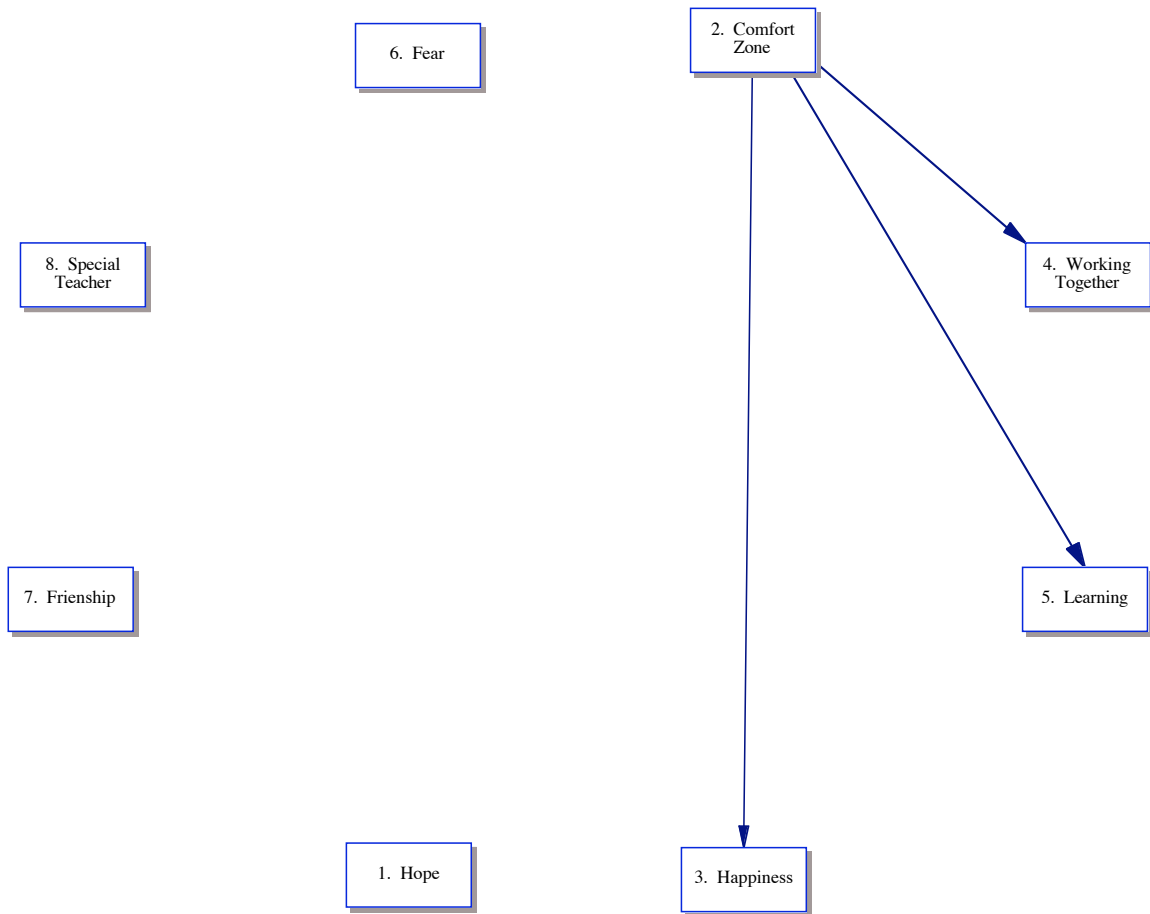 6. Fear
2. Comfort
Zone
8. Special
Teacher
4. Working
Together
7. Frienship
5. Learning
1. Hope
3. Happiness